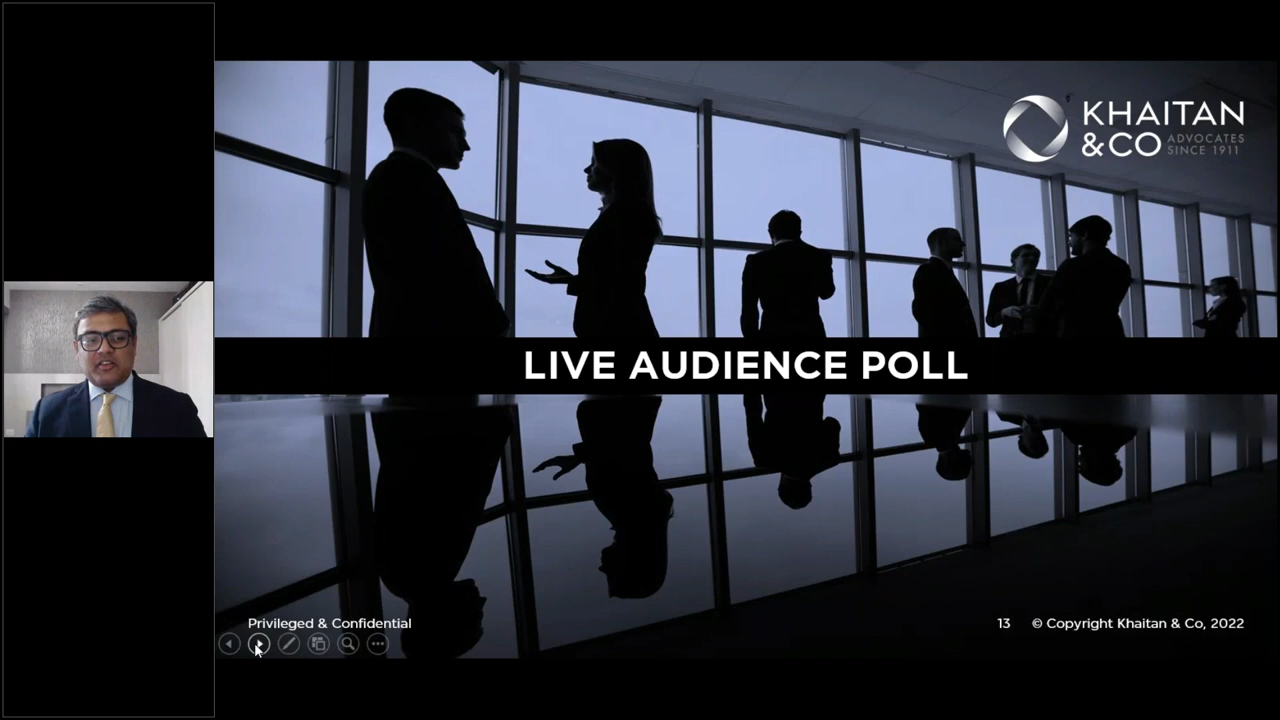 KHAITAN
&CO ADVOCATES
SINCE 1911
LIVE AUDIENCE POLL
Privileged & Confidential
13 © Copyright Khaitan & Co, 2022